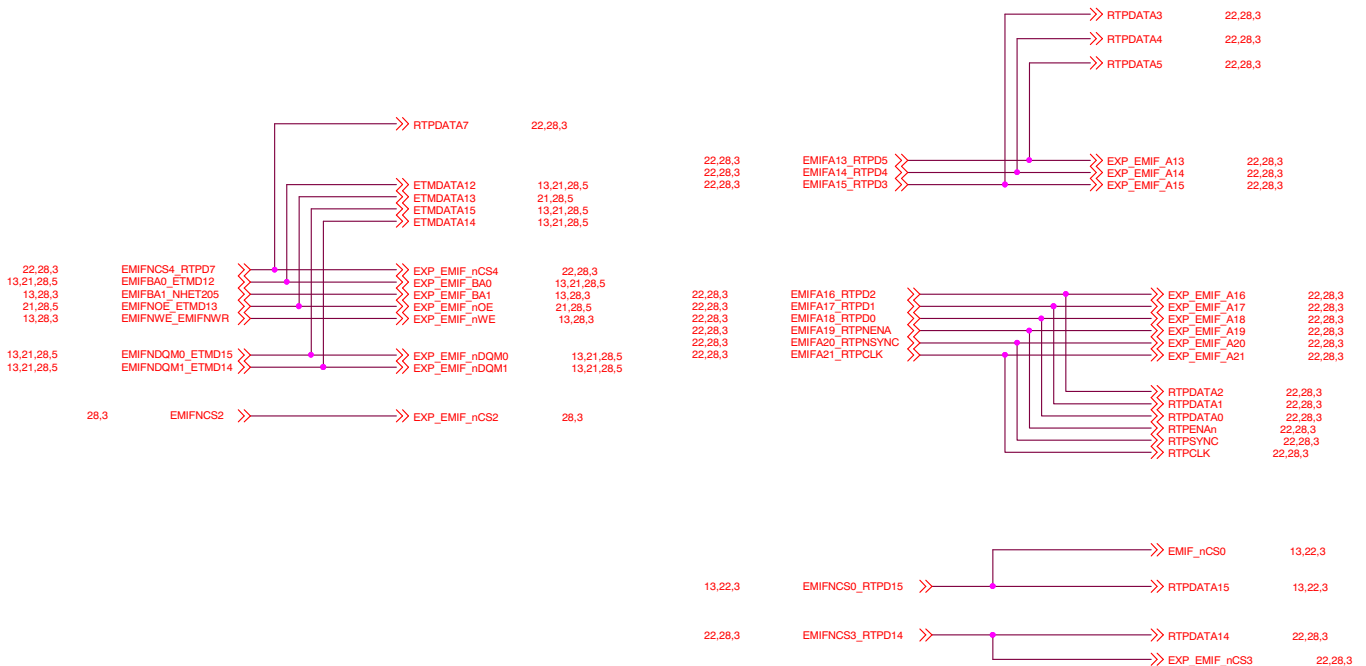 RTPDATA3 22,28,3
RTPDATA4 22,28,3
RTPDATA5 22,28,3
RTPDATA7 22,28,3
22,28,3 EMIFA13_RTPD5 EXP_EMIF_A13 22,28,3
22,28,3 EMIFA14_RTPD4 EXP_EMIF_A14 22,28,3
22,28,3 EMIFA15_RTPD3 EXP_EMIF_A15 22,28,3
ETMDATA12 13,21,28,5
ETMDATA13 21,28,5
ETMDATA15 13,21,28,5
ETMDATA14 13,21,28,5
22,28,3 EMIFNCS4_RTPD7 EXP_EMIF_nCS4 22,28,3
13,21,28,5 EMIFBA0_ETMD12 EXP_EMIF_BA0 13,21,28,5
13,28,3 EMIFBA1_NHET205 EXP_EMIF_BA1 13,28,3
21,28,5 EMIFNOE_ETMD13 EXP_EMIF_nOE 21,28,5
13,28,3 EMIFNWE_EMIFNWR EXP_EMIF_nWE 13,28,3
13,21,28,5 EMIFNDQM0_ETMD15 EXP_EMIF_nDQM0 13,21,28,5
13,21,28,5 EMIFNDQM1_ETMD14 EXP_EMIF_nDQM1 13,21,28,5
28,3 EMIFNCS2 EXP_EMIF_nCS2 28,3
22,28,3 EMIFA16_RTPD2 EXP_EMIF_A16 22,28,3
22,28,3 EMIFA17_RTPD1 EXP_EMIF_A17 22,28,3
22,28,3 EMIFA18_RTPD0 EXP_EMIF_A18 22,28,3
22,28,3 EMIFA19_RTPNENA EXP_EMIF_A19 22,28,3
22,28,3 EMIFA20_RTPNSYNC EXP_EMIF_A20 22,28,3
22,28,3 EMIFA21_RTPCLK EXP_EMIF_A21 22,28,3
RTPDATA2 22,28,3
RTPDATA1 22,28,3
RTPDATA0 22,28,3
RTPENAn 22,28,3
RTPSYNC 22,28,3
RTPCLK 22,28,3
EMIF_nCS0 13,22,3
13,22,3 EMIFNCS0_RTPD15 RTPDATA15 13,22,3
22,28,3 EMIFNCS3_RTPD14 RTPDATA14 22,28,3
EXP_EMIF_nCS3 22,28,3